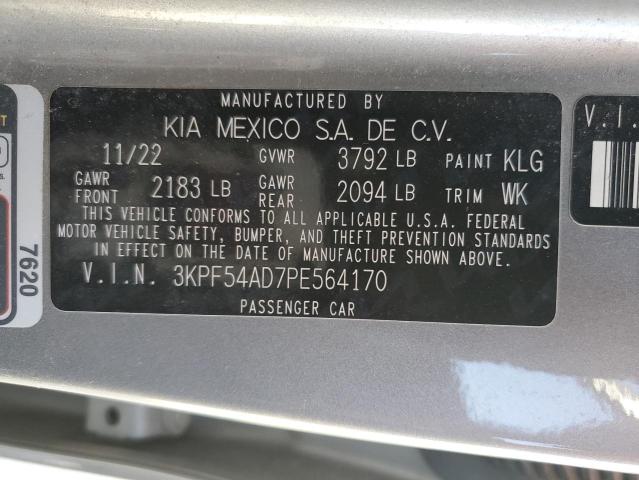 MANUFACTURED BY
KIA MEXICO S.A. DE C.V.
11/22 GVWR 3792 LB PAINT KLG
GAWR FRONT 2183 LB GAWR REAR 2094 LB TRIM WK
THIS VEHICLE CONFORMS TO ALL APPLICABLE U.S.A. FEDERAL
MOTOR VEHICLE SAFETY, BUMPER, AND THEFT PREVENTION STANDARDS
IN EFFECT ON THE DATE OF MANUFACTURE SHOWN ABOVE.
V.I.N. 3KPF54AD7PE564170
PASSENGER CAR
7620
V.I.